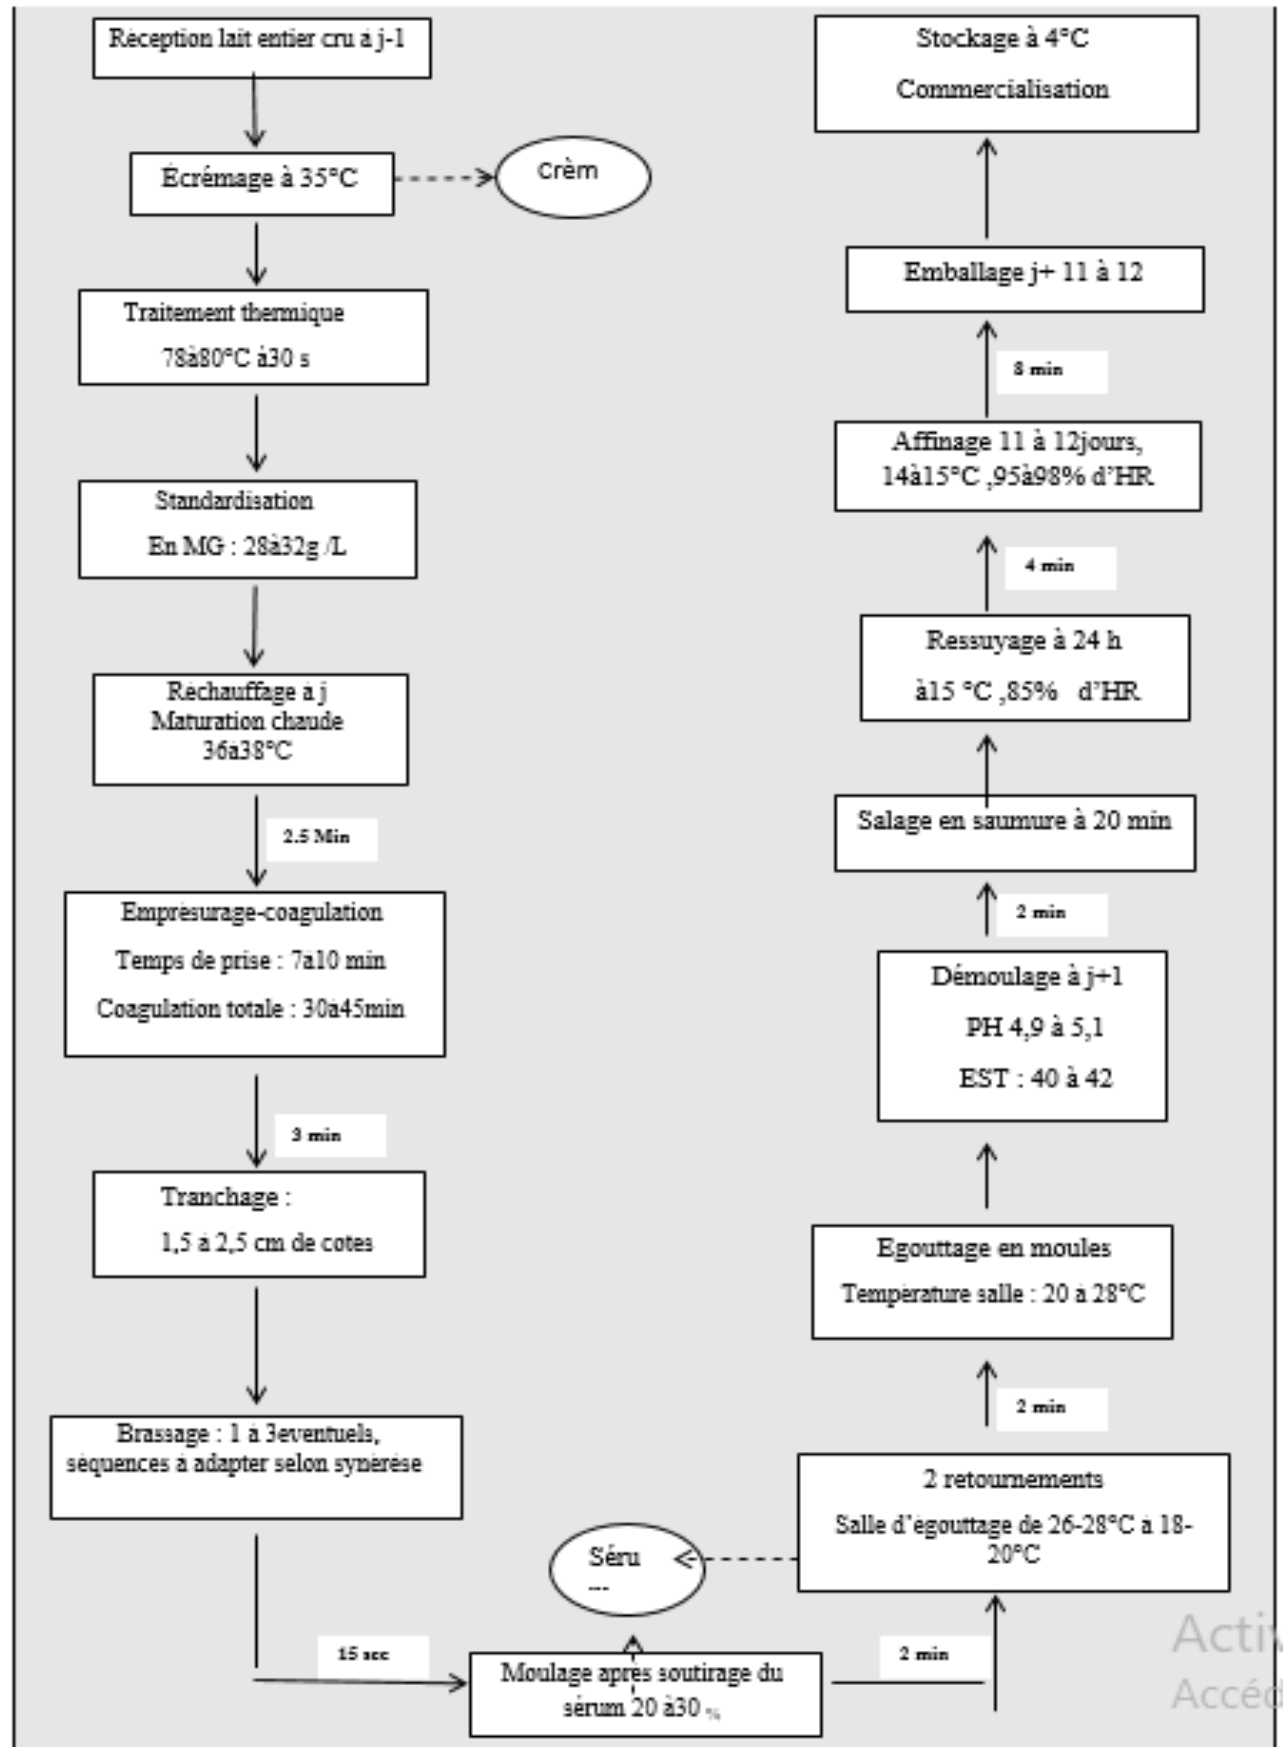 Réception lait entier cru à j-1
Écrémage à 35°C
Crèm
Traitement thermique
78à80°C à30 s
Standardisation
En MG : 28à32g /L
Réchauffage à j
Maturation chaude
36à38°C
2.5 Min
Emprésurage-coagulation
Temps de prise : 7à10 min
Coagulation totale : 30à45min
3 min
Tranchage :
1,5 à 2,5 cm de cotes
Brassage : 1 à 3eventuels,
séquences à adapter selon synérèse
15 sec
Moulage après soutirage du
sérum 20 à30 %
Séru
2 min
2 retournements
Salle d'égouttage de 26-28°C à 18-
20°C
2 min
Egouttage en moules
Température salle : 20 à 28°C
Démoulage à j+1
PH 4,9 à 5,1
EST : 40 à 42
2 min
Salage en saumure à 20 min
Ressuyage à 24 h
à15 °C ,85% d'HR
4 min
Affinage 11 à 12jours,
14à15°C ,95à98% d'HR
8 min
Emballage j+ 11 à 12
Stockage à 4°C
Commercialisation
Activ
Accéd